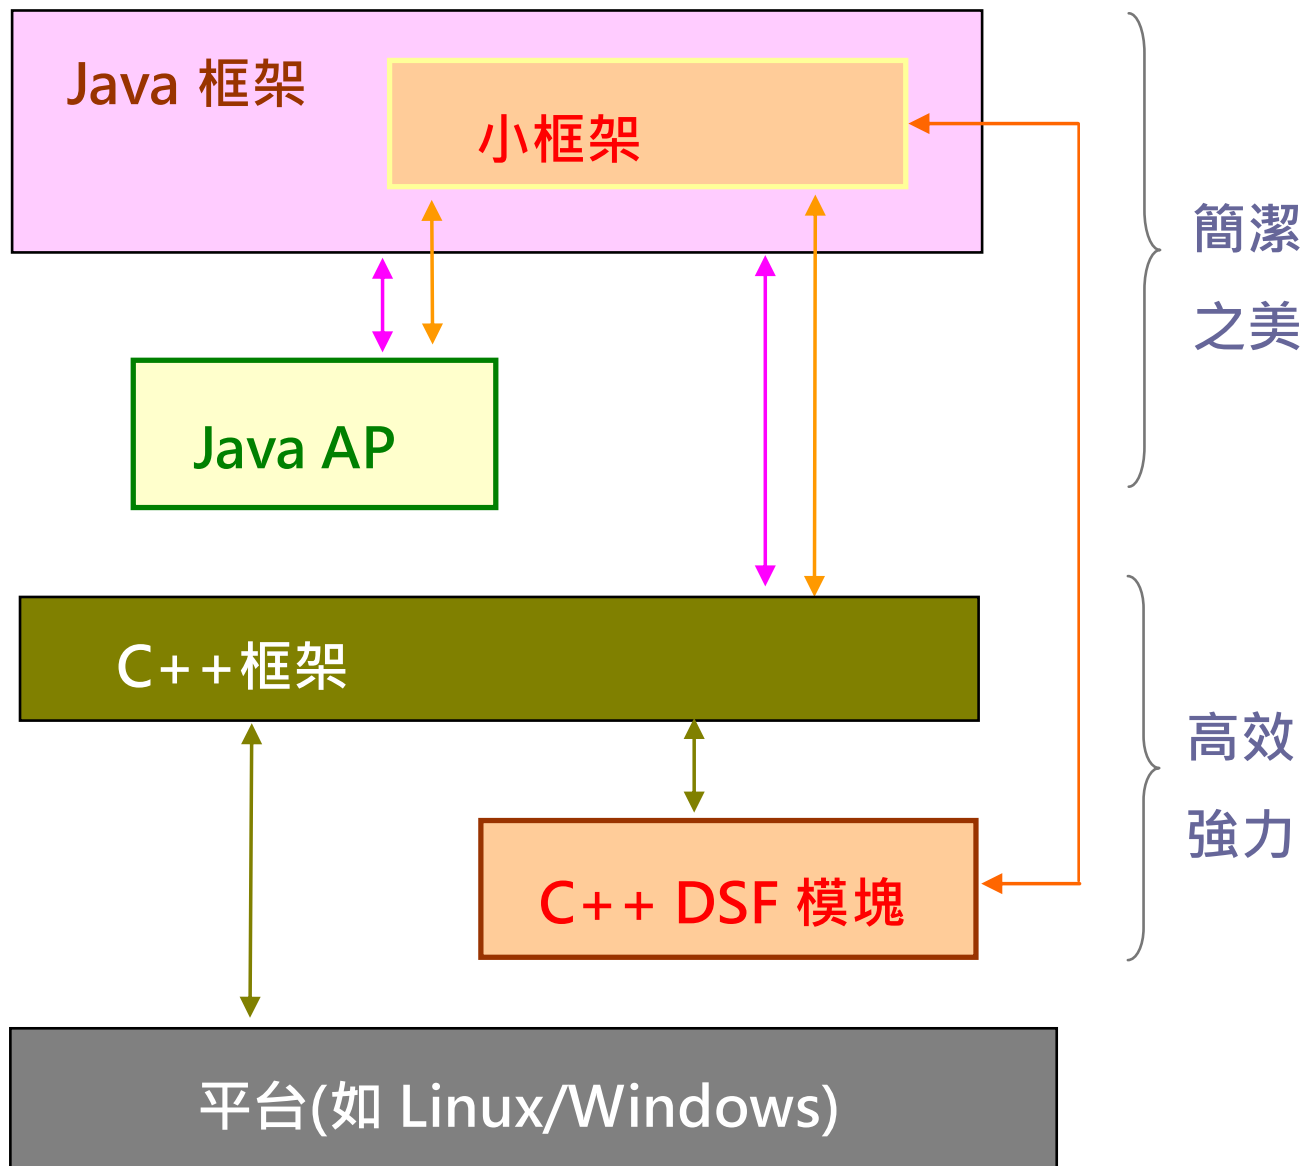 Java 框架
小框架
簡潔
之美
Java AP
C++框架
高效
強力
C++ DSF 模塊
平台(如 Linux/Windows)